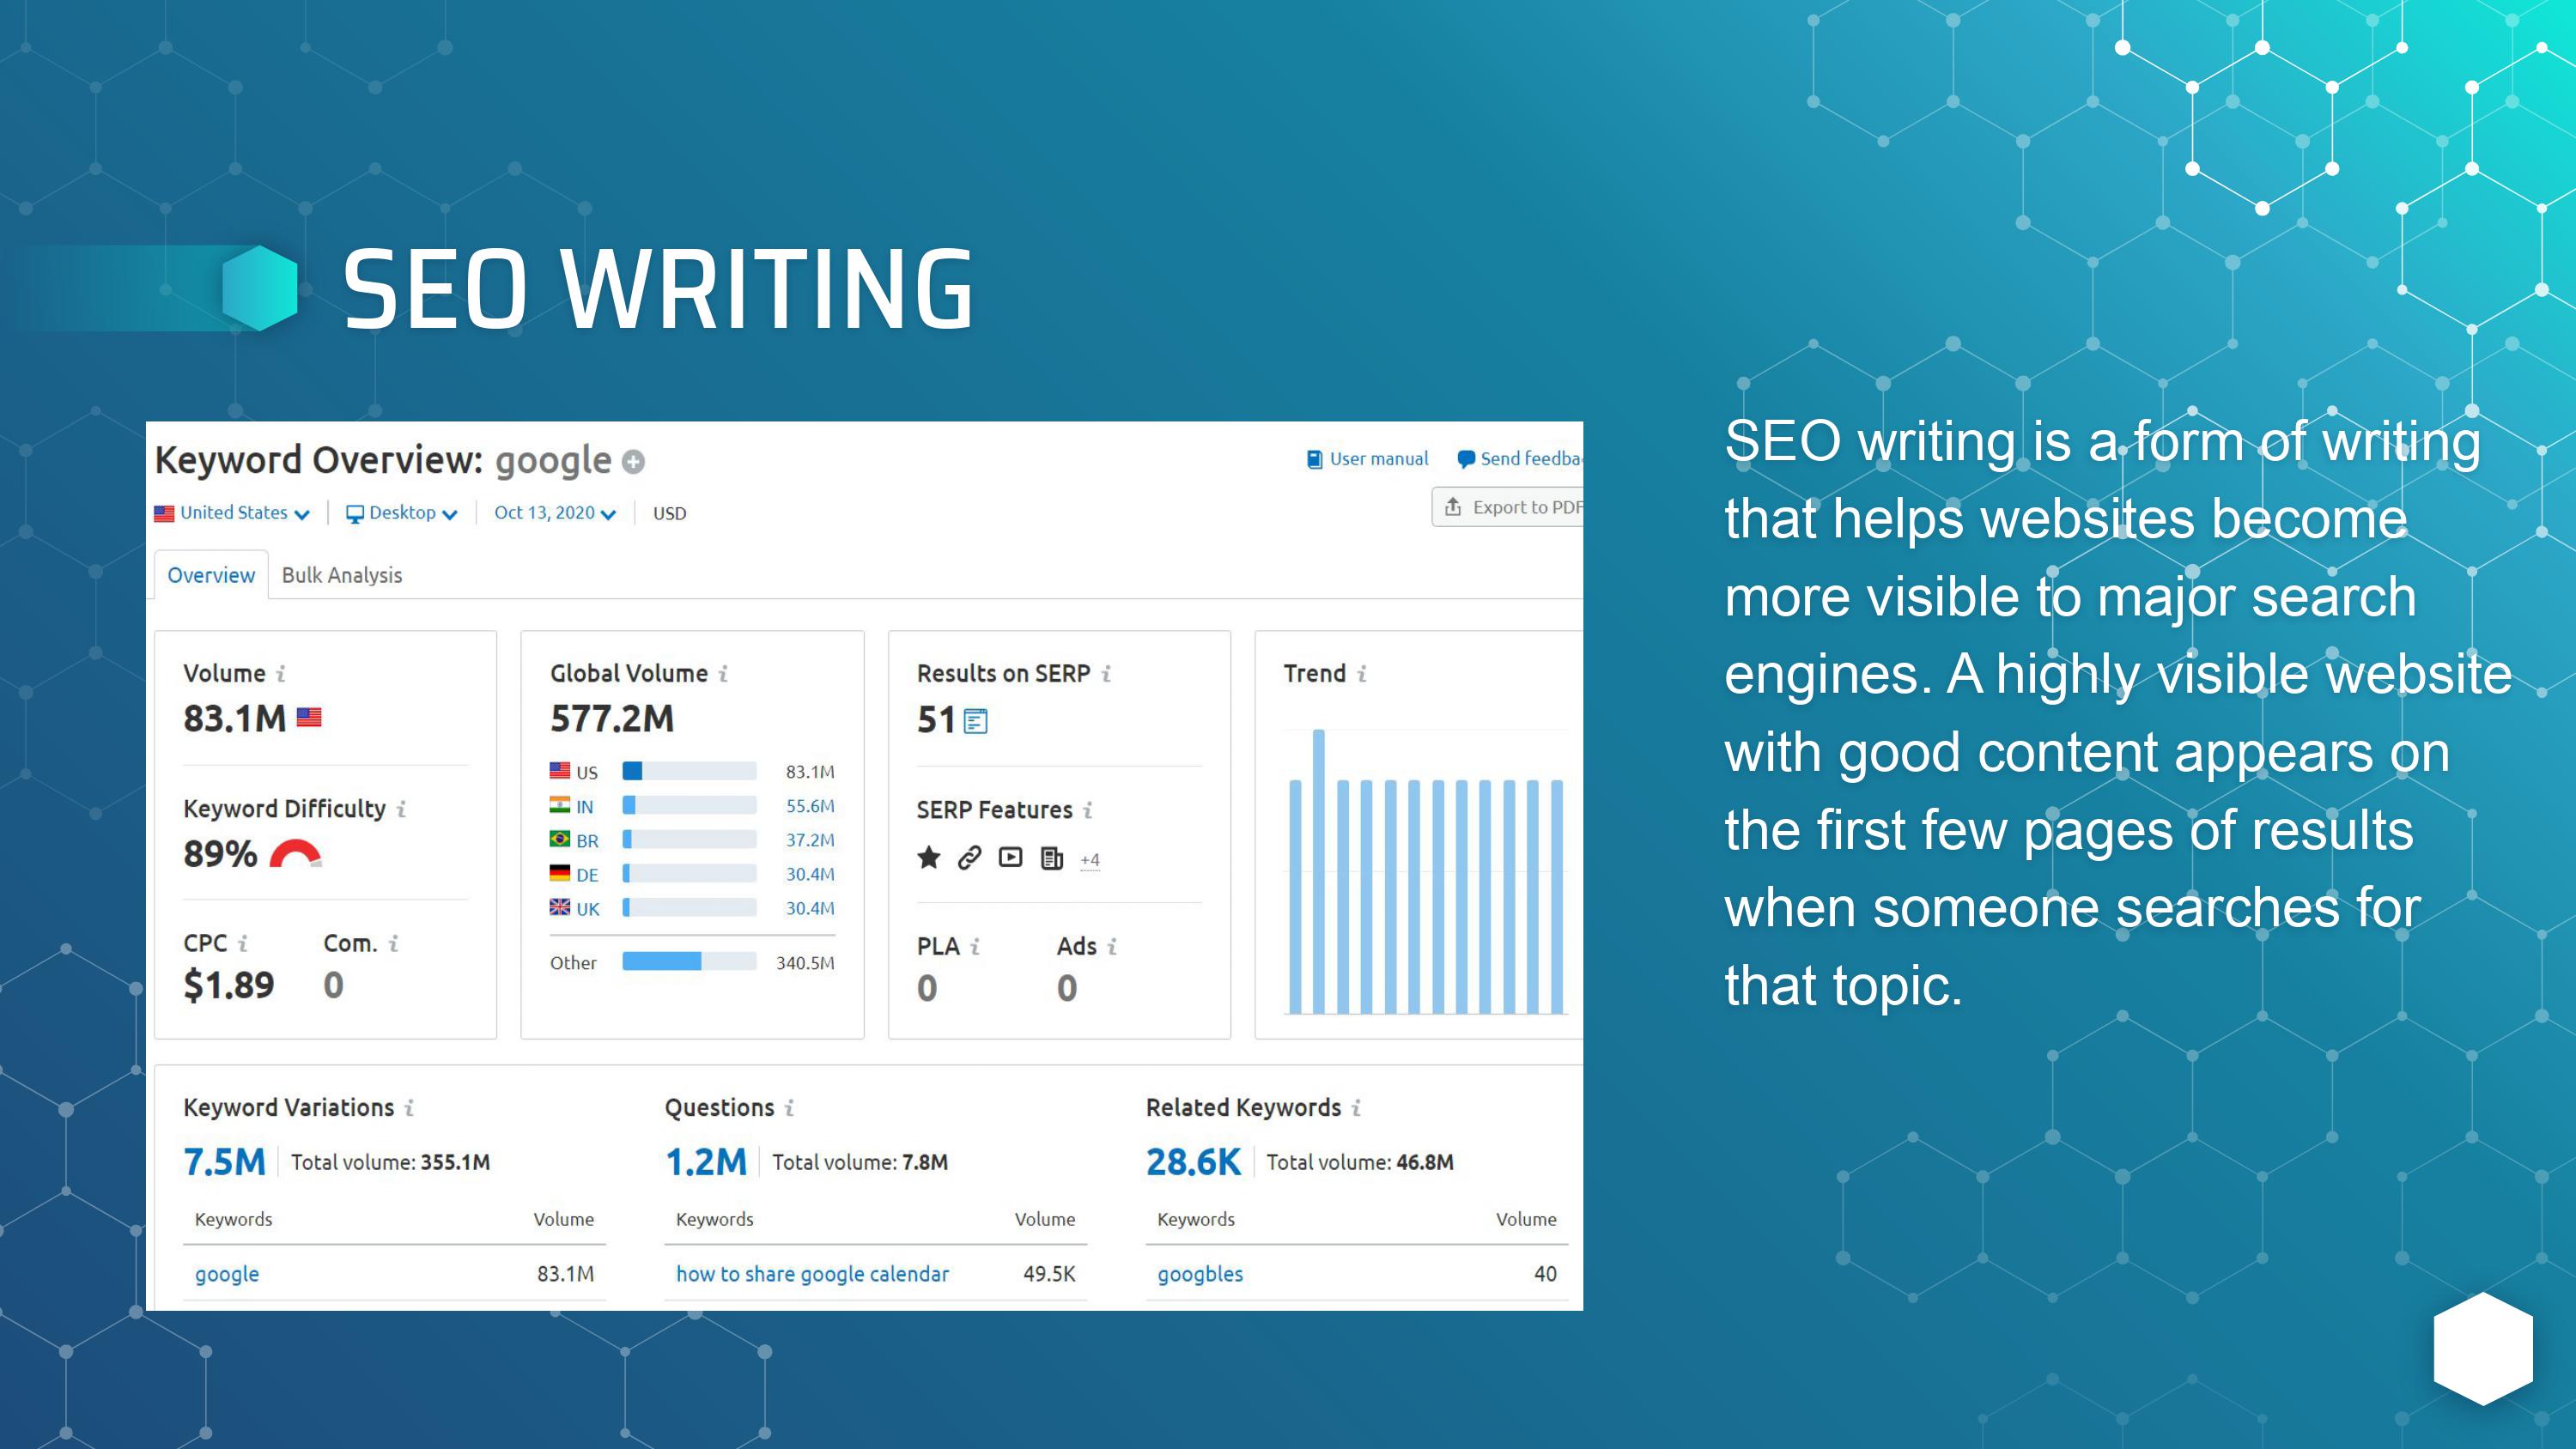 SEO WRITING
Keyword Overview: google
User manual
Send feedba
United States
Desktop
Oct 13, 2020
USD
Export to PDF
Overview
Bulk Analysis
Volume
83.1M
Keyword Difficulty
89%
CPC
Com.
$1.89
0
Global Volume
577.2M
US 83.1M
IN 55.6M
BR 37.2M
DE 30.4M
UK 30.4M
Other 340.5M
Results on SERP
51
SERP Features
+4
PLA
Ads
0
0
Trend
Keyword Variations
7.5M Total volume: 355.1M
Keywords Volume
google 83.1M
Questions
1.2M Total volume: 7.8M
Keywords Volume
how to share google calendar 49.5K
Related Keywords
28.6K Total volume: 46.8M
Keywords Volume
googbles 40
SEO writing is a form of writing
that helps websites become
more visible to major search
engines. A highly visible website
with good content appears on
the first few pages of results
when someone searches for
that topic.